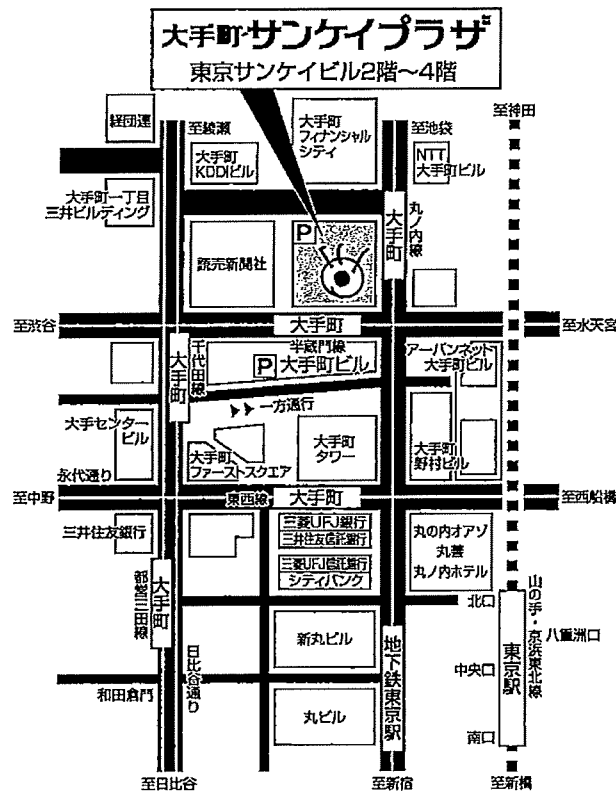 大手町サンケイプラザ
東京サンケイビル2階〜4階
至神田
経団連
至綾瀬
大手町
フィナンシャル
シティ
至池袋
大手町
KDDIビル
NTT
大手町ビル
大手町一丁目
三井ビルディング
大手町
丸ノ内線
P
読売新聞社
至渋谷
大手町
至水天宮
半蔵門線
千代田線
大手町
P 大手町ビル
アーバンネット
大手町ビル
一方通行
大手センター
ビル
大手町
ファーストスクエア
大手町
タワー
大手町
野村ビル
永代通り
至中野
東西線
大手町
至西船橋
三井住友銀行
三菱UFJ銀行
三井住友信託銀行
三菱UFJ信託銀行
シティバンク
丸の内オアゾ
丸善
丸ノ内ホテル
都営三田線
大手町
北口
山の手・京浜東北線
八重洲口
新丸ビル
地下鉄東京駅
東京駅
中央口
日比谷通り
和田倉門
丸ビル
南口
至日比谷
至新宿
至新橋